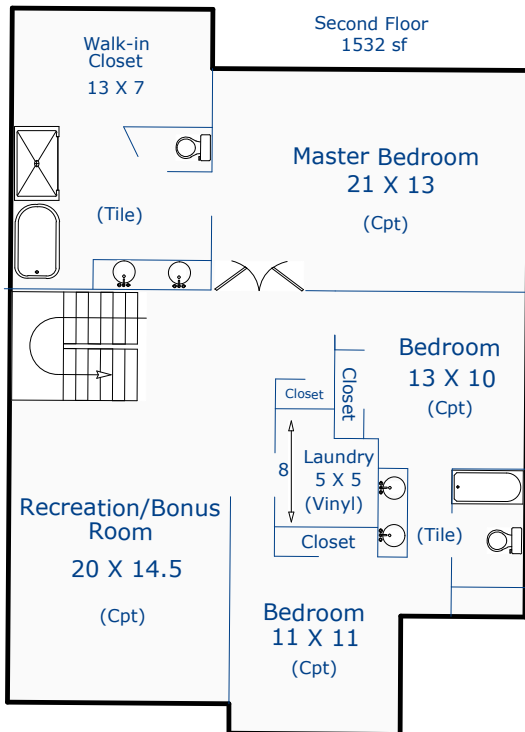 Second Floor
1532 sf
Walk-in
Closet
13 X 7
Master Bedroom
21 X 13
(Cpt)
(Tile)
Bedroom
13 X 10
(Cpt)
Closet
Closet
Laundry
5 X 5
(Vinyl)
8
Closet
(Tile)
Recreation/Bonus
Room
20 X 14.5
(Cpt)
Bedroom
11 X 11
(Cpt)